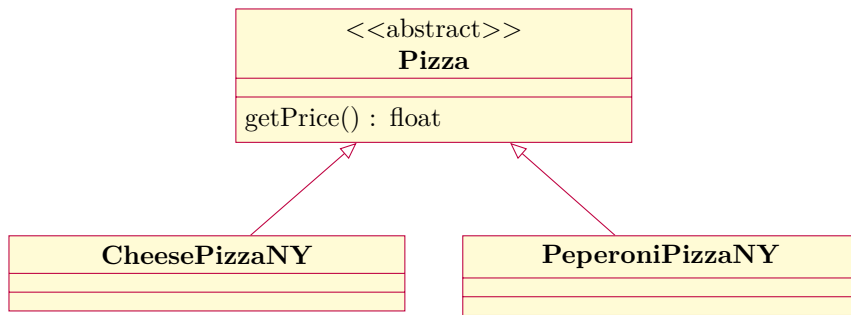 <<abstract>>
Pizza
getPrice() : float
CheesePizzaNY
PeperoniPizzaNY